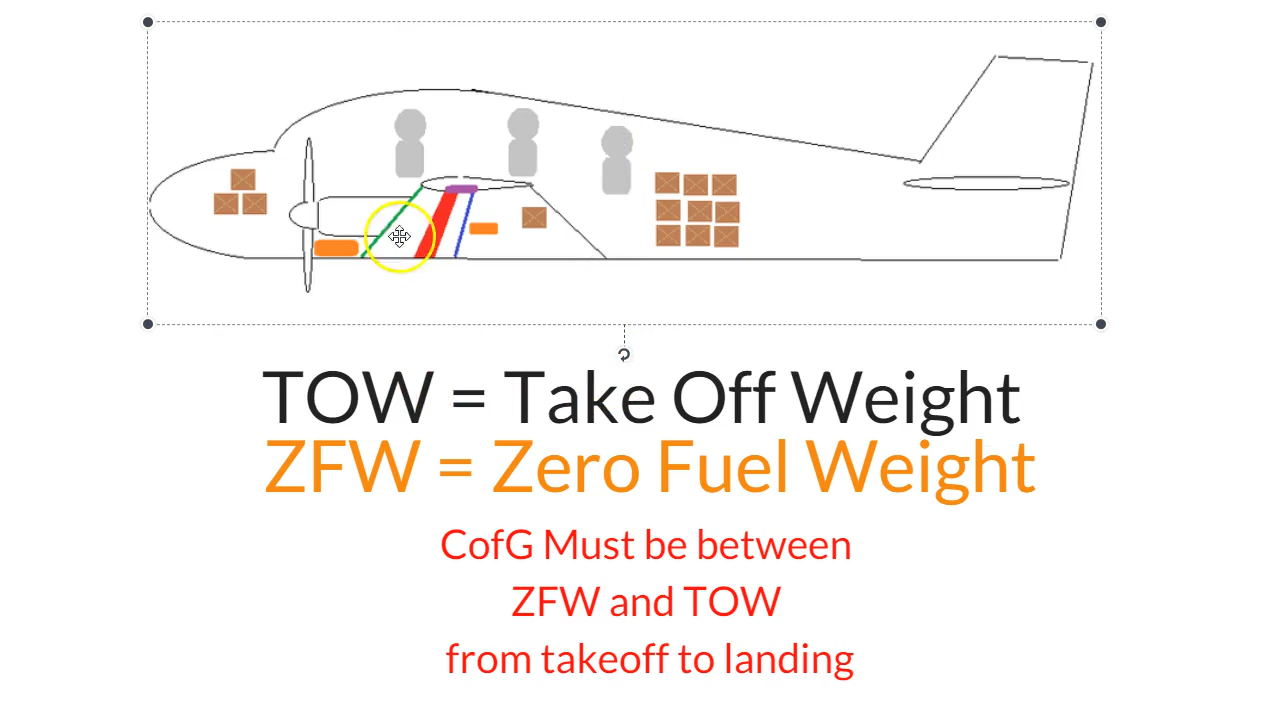 TOW = Take Off Weight
ZFW = Zero Fuel Weight
CofG Must be between
ZFW and TOW
from takeoff to landing